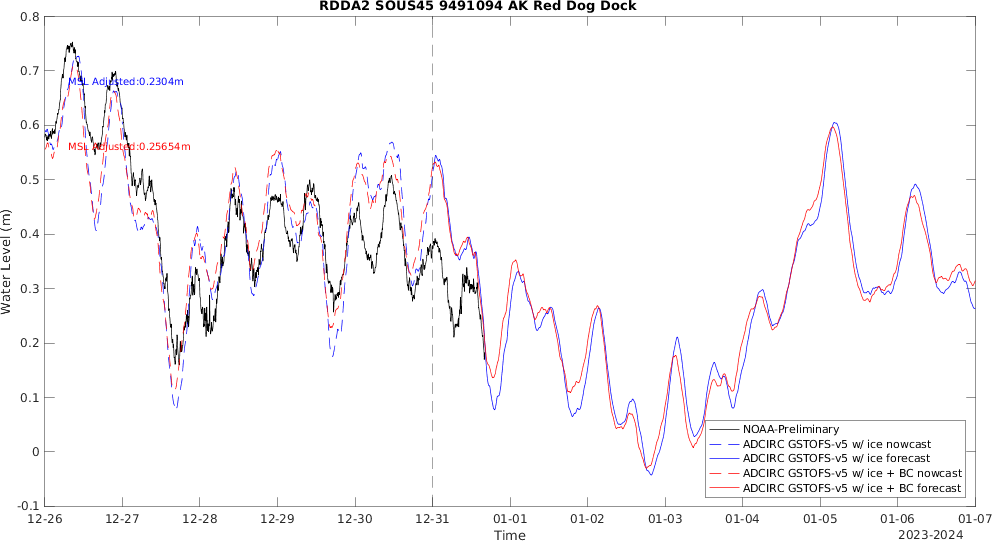 RDDA2 SOUS45 9491094 AK Red Dog Dock
Water Level (m)
0.8
0.7
0.6
0.5
0.4
0.3
0.2
0.1
0
-0.1
MSL Adjusted:0.2304m
MSL Adjusted:0.25654m
NOAA-Preliminary
ADCIRC GSTOFS-v5 w/ ice nowcast
ADCIRC GSTOFS-v5 w/ ice forecast
ADCIRC GSTOFS-v5 w/ ice + BC nowcast
ADCIRC GSTOFS-v5 w/ ice + BC forecast
12-26 12-27 12-28 12-29 12-30 12-31 01-01 01-02 01-03 01-04 01-05 01-06 01-07
Time
2023-2024